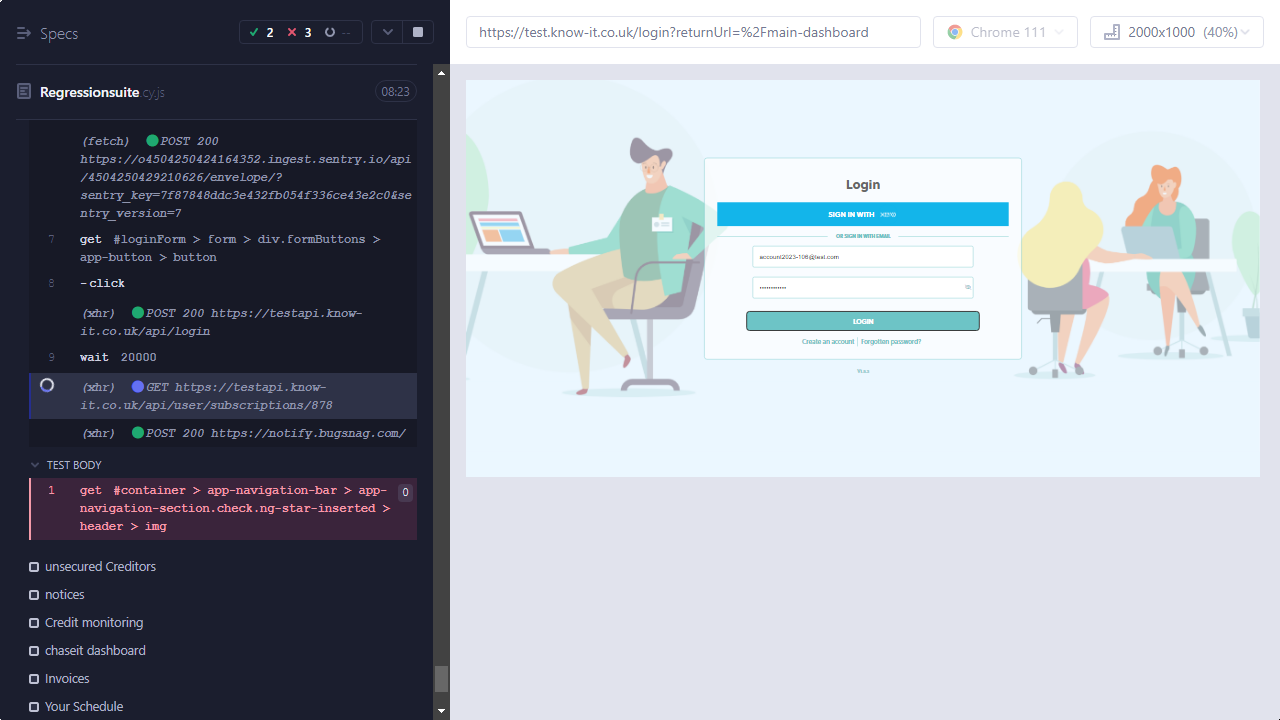 Specs
2
3
--
Regressionsuite.cy.js
08:23
(fetch) POST 200
https://o4504250424164352.ingest.sentry.io/api
/4504250429210626/envelope/?
sentry_key=7f87848ddc3e432fb054f336ce43e2c0&se
ntry_version=7
7 get #loginForm > form > div.formButtons >
app-button > button
8 -click
(xhr) POST 200 https://testapi.know-
it.co.uk/api/login
9 wait 20000
(xhr) GET https://testapi.know-
it.co.uk/api/user/subscriptions/878
(xhr) POST 200 https://notify.bugsnag.com/
TEST BODY
1 get #container > app-navigation-bar > app-
navigation-section.check.ng-star-inserted >
header > img
0
unsecured Creditors
notices
Credit monitoring
chaseit dashboard
Invoices
Your Schedule
https://test.know-it.co.uk/login?returnUrl=%2Fmain-dashboard
Chrome 111
2000x1000 (40%)
Login
SIGN IN WITH xero
OR SIGN IN WITH EMAIL
account2023-106@test.com
LOGIN
Create an account | Forgotten password?